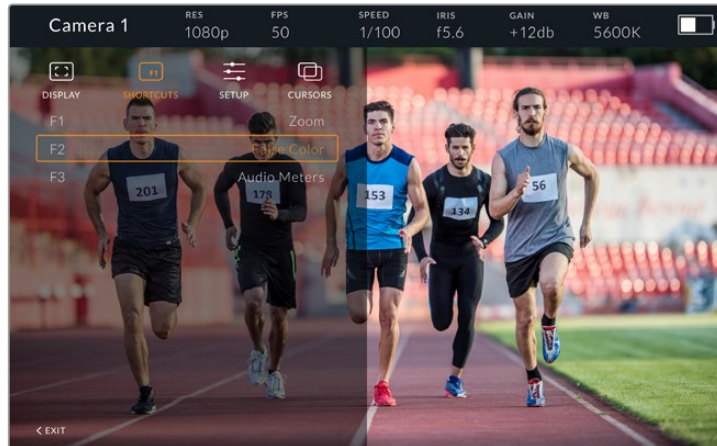 Camera 1
RES
1080p
FPS
50
SPEED
1/100
IRIS
f5.6
GAIN
+12db
WB
5600K
DISPLAY
F1
SHORTCUTS
SETUP
CURSORS
F1 Zoom
F2 False Color
F3 Audio Meters
201
178
153
134
56
< EXIT